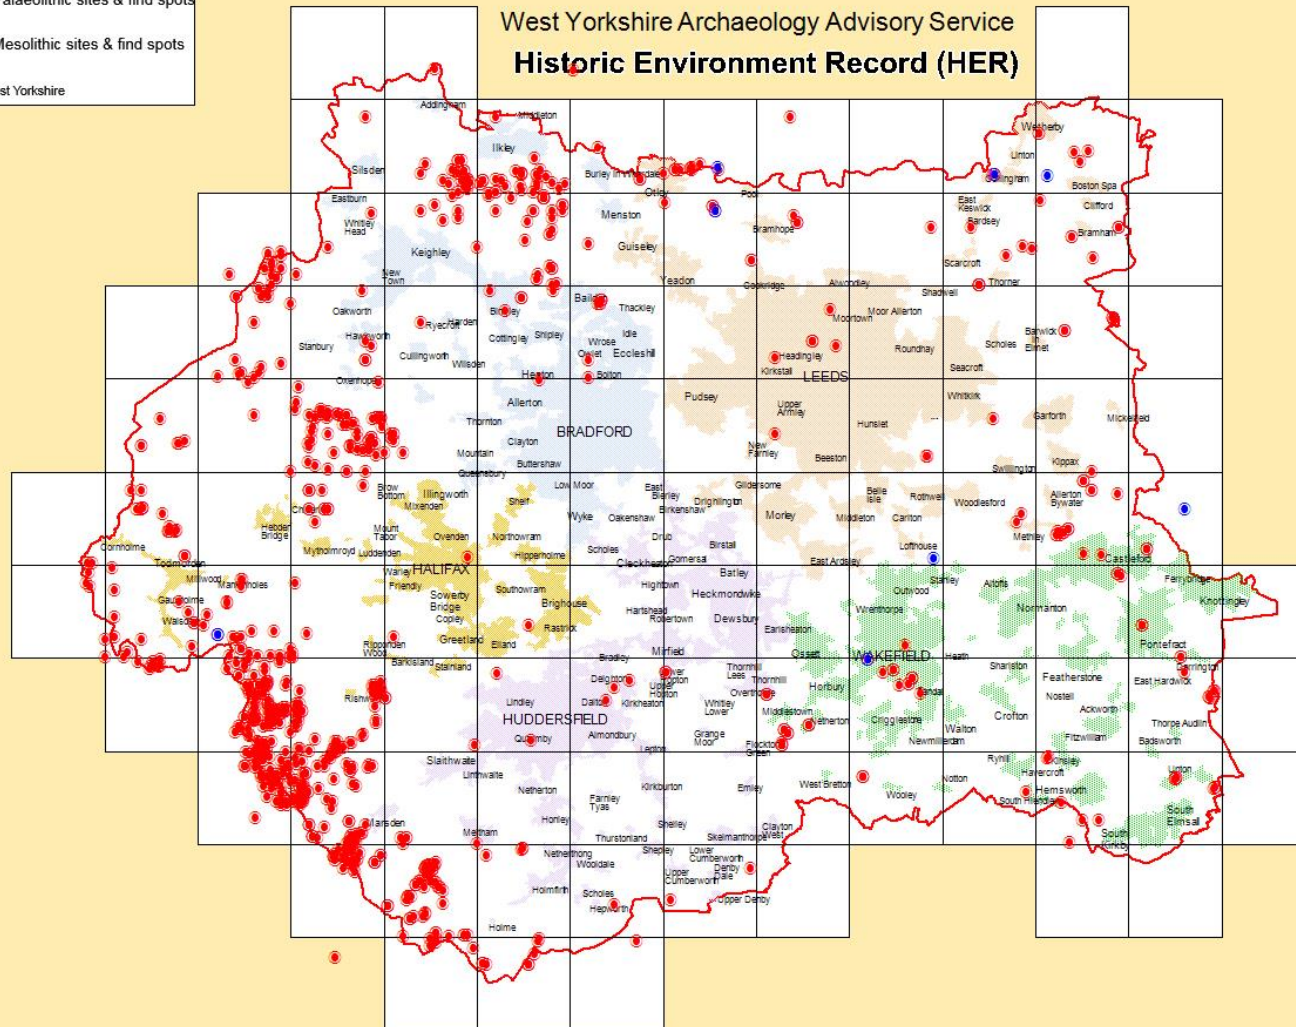 alaeolithic sites & find spots
Mesolithic sites & find spots
st Yorkshire
West Yorkshire Archaeology Advisory Service
Historic Environment Record (HER)
Addingham
Middleton
Ilkley
Wetherby
Linton
Silsden
Burley in Wharfedale
Otley
Pool
Collingham
Boston Spa
Eastburn
Menston
East
Keswick
Clifford
Whitley
Head
Bramhope
Bardsey
Bramham
Keighley
Guiseley
Scarcroft
New
Town
Yeadon
Cookridge
Alwoodley
Shadwell
Thorner
Oakworth
Baildon
Thackley
Moortown
Moor Allerton
Bingley
Ryecroft
Harden
Haworth
Stanbury
Cottingley
Shipley
Idle
Wrose
Owlet
Eccleshill
Roundhay
Scholes
Barwick
in
Elmet
Cullingworth
Wilsden
Headingley
Kirkstall
Seacroft
Oxenhope
Heaton
Bolton
LEEDS
Allerton
Pudsey
Upper
Armley
Whitkirk
Garforth
Mickelfield
Thornton
BRADFORD
Hunslet
...
Clayton
New
Farnley
Mountain
Beeston
Buttershaw
Queensbury
Swillington
Kippax
Low Moor
East
Bierley
Gildersome
Brow
Bottom
Illingworth
Mixenden
Shelf
Birkenshaw
Drighlington
Belle
Isle
Rothwell
Woodlesford
Allerton
Bywater
Wyke
Oakenshaw
Morley
Middleton
Carlton
Hebden
Bridge
Mount
Tabor
Ovenden
Northowram
Drub
Methley
Cornholme
Mytholmroyd
Luddenden
Hipperholme
Scholes
Birstall
Lofthouse
Todmorden
Cleckheaton
Gomersal
East Ardsley
Castleford
Warley
HALIFAX
Batley
Millwood
Mankinholes
Friendly
Southowram
Hightown
Heckmondwike
Stanley
Outwood
Altofts
Ferrybridge
Gauxholme
Sowerby
Bridge
Brighouse
Hartshead
Wrenthorpe
Normanton
Knottingley
Copley
Robertown
Dewsbury
Walsden
Greetland
Rastrick
Earlsheaton
Ripponden
Wood
Elland
Mirfield
Ossett
WAKEFIELD
Heath
Pontefract
Barkisland
Stainland
Bradley
Sharlston
Darrington
Deighton
Lower
Hopton
Upper
Hopton
Thornhill
Lees
Thornhill
Horbury
Featherstone
East Hardwick
Rishworth
Lindley
Dalton
Kirkheaton
Whitley
Lower
Overthorpe
Sandal
Nostell
HUDDERSFIELD
Middlestown
Netherton
Criggleston
Walton
Crofton
Ackworth
Thorpe Audlin
Quarmby
Almondbury
Grange
Moor
Flockton
Green
Newmillerdam
Fitzwilliam
Badsworth
Lepton
Slaithwaite
Ryhill
Kinsley
Linthwaite
Havercroft
Upton
Netherton
Kirkburton
Emley
West Bretton
Notton
Hemsworth
Wooley
South Hiendley
Farnley
Tyas
South
Elmsall
Marsden
Honley
Shelley
Clayton
West
Meltham
Thurstonland
Skelmanthorpe
South
Kirkby
Netherthong
Shepley
Lower
Cumberworth
Wooldale
Denby
Dale
Upper
Cumberworth
Holmfirth
Scholes
Hepworth
Upper Denby
Holme